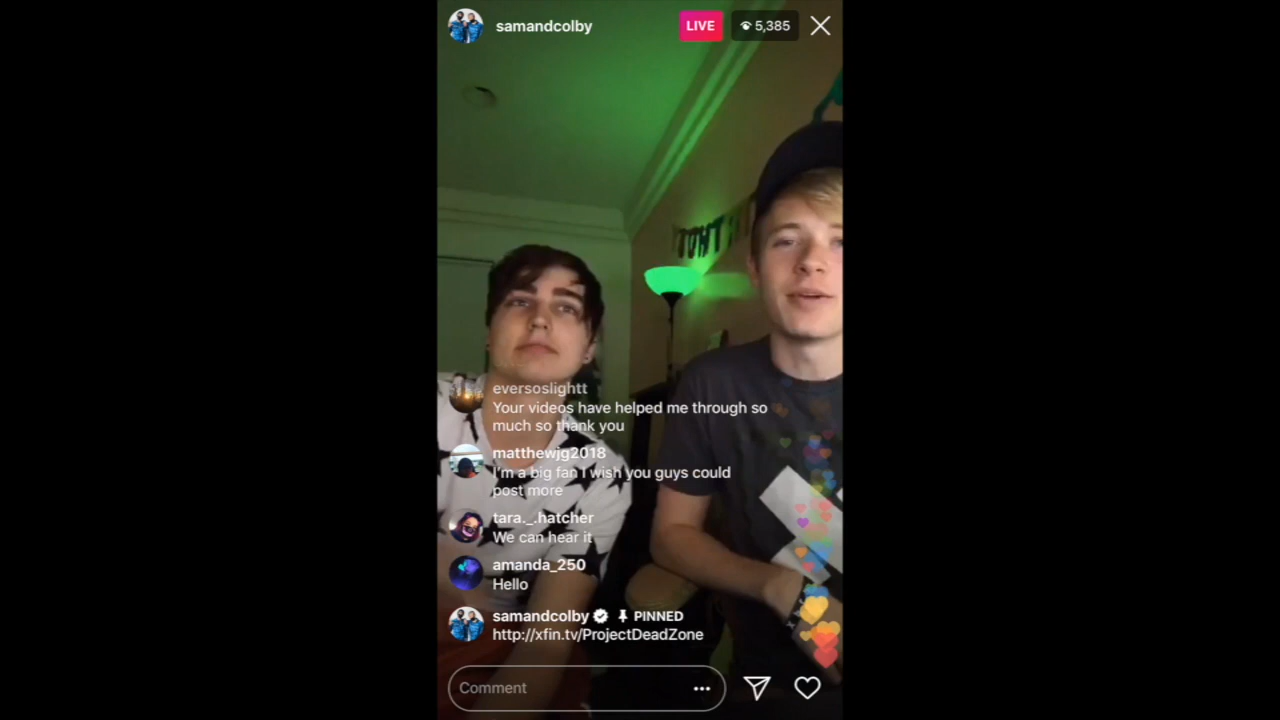 samandcolby
LIVE
5,385
eversoslightt
Your videos have helped me through so
much so thank you
matthewjg2018
I'm a big fan I wish you guys could
post more
tara._.hatcher
We can hear it
amanda_250
Hello
samandcolby PINNED
http://xfin.tv/ProjectDeadZone
Comment